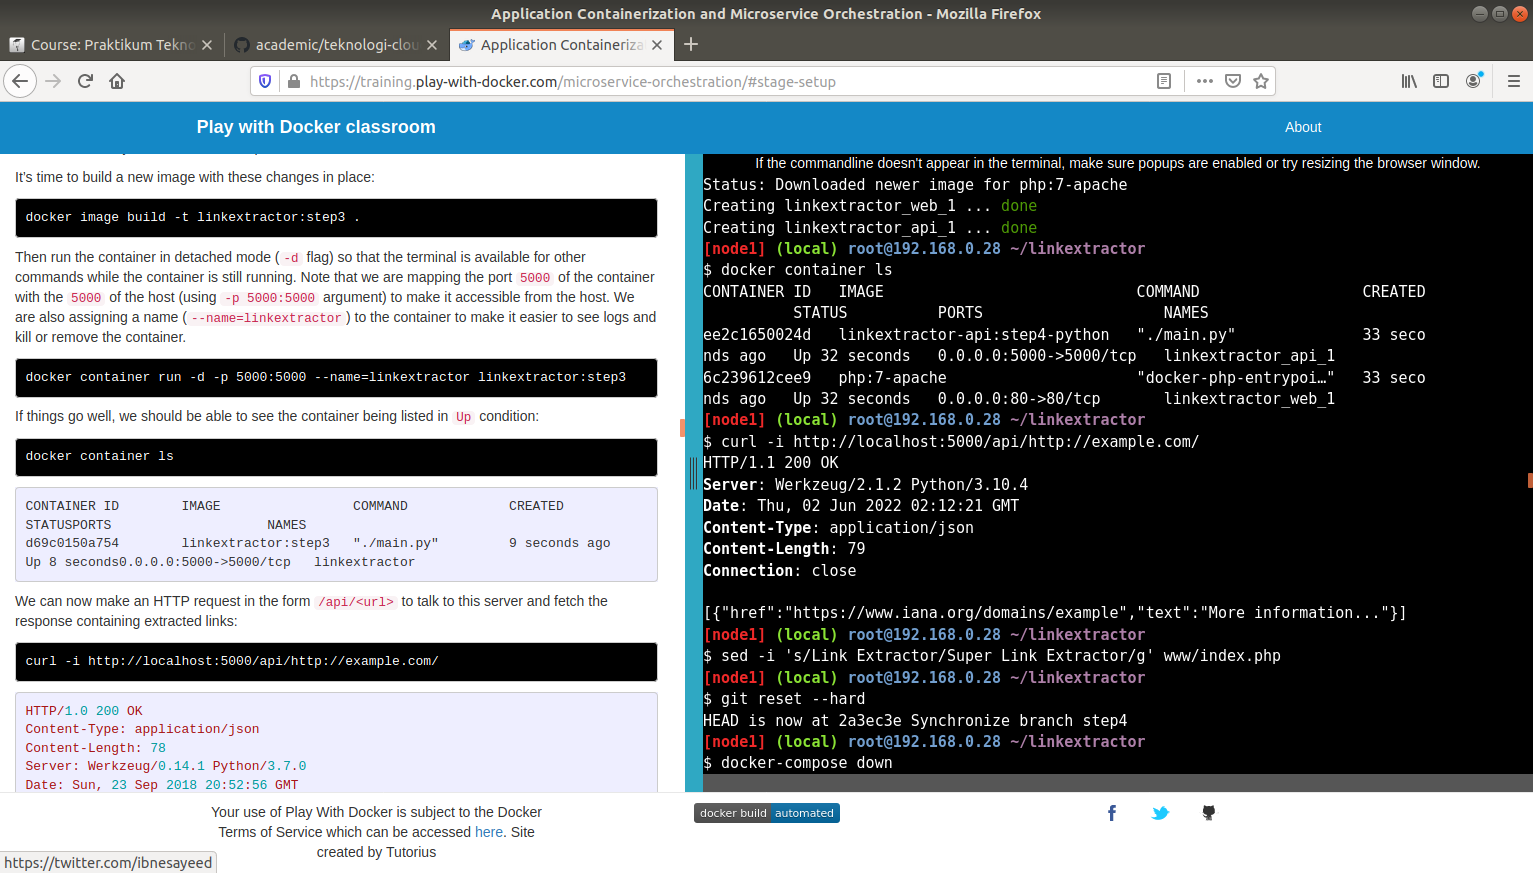 Application Containerization and Microservice Orchestration - Mozilla Firefox
Course: Praktikum Tekno
academic/teknologi-clou
Application Containeriza
https://training.play-with-docker.com/microservice-orchestration/#stage-setup
Play with Docker classroom
About
It's time to build a new image with these changes in place:
docker image build -t linkextractor:step3 .
Then run the container in detached mode ( -d flag) so that the terminal is available for other
commands while the container is still running. Note that we are mapping the port 5000 of the container
with the 5000 of the host (using -p 5000:5000 argument) to make it accessible from the host. We
are also assigning a name ( --name=linkextractor ) to the container to make it easier to see logs and
kill or remove the container.
docker container run -d -p 5000:5000 --name=linkextractor linkextractor:step3
If things go well, we should be able to see the container being listed in Up condition:
docker container ls
CONTAINER ID        IMAGE                 COMMAND             CREATED
STATUSPORTS                    NAMES
d69c0150a754        linkextractor:step3   "./main.py"         9 seconds ago
Up 8 seconds0.0.0.0:5000->5000/tcp   linkextractor
We can now make an HTTP request in the form /api/<url> to talk to this server and fetch the
response containing extracted links:
curl -i http://localhost:5000/api/http://example.com/
HTTP/1.0 200 OK
Content-Type: application/json
Content-Length: 78
Server: Werkzeug/0.14.1 Python/3.7.0
Date: Sun, 23 Sep 2018 20:52:56 GMT
If the commandline doesn't appear in the terminal, make sure popups are enabled or try resizing the browser window.
Status: Downloaded newer image for php:7-apache
Creating linkextractor_web_1 ... done
Creating linkextractor_api_1 ... done
[node1] (local) root@192.168.0.28 ~/linkextractor
$ docker container ls
CONTAINER ID   IMAGE                            COMMAND                  CREATED
          STATUS          PORTS                    NAMES
ee2c1650024d   linkextractor-api:step4-python   "./main.py"              33 seco
nds ago   Up 32 seconds   0.0.0.0:5000->5000/tcp   linkextractor_api_1
6c239612cee9   php:7-apache                     "docker-php-entrypoi…"   33 seco
nds ago   Up 32 seconds   0.0.0.0:80->80/tcp       linkextractor_web_1
[node1] (local) root@192.168.0.28 ~/linkextractor
$ curl -i http://localhost:5000/api/http://example.com/
HTTP/1.1 200 OK
Server: Werkzeug/2.1.2 Python/3.10.4
Date: Thu, 02 Jun 2022 02:12:21 GMT
Content-Type: application/json
Content-Length: 79
Connection: close
[{"href":"https://www.iana.org/domains/example","text":"More information..."}]
[node1] (local) root@192.168.0.28 ~/linkextractor
$ sed -i 's/Link Extractor/Super Link Extractor/g' www/index.php
[node1] (local) root@192.168.0.28 ~/linkextractor
$ git reset --hard
HEAD is now at 2a3ec3e Synchronize branch step4
[node1] (local) root@192.168.0.28 ~/linkextractor
$ docker-compose down
Your use of Play With Docker is subject to the Docker
Terms of Service which can be accessed here. Site
created by Tutorius
docker build automated
https://twitter.com/ibnesayeed